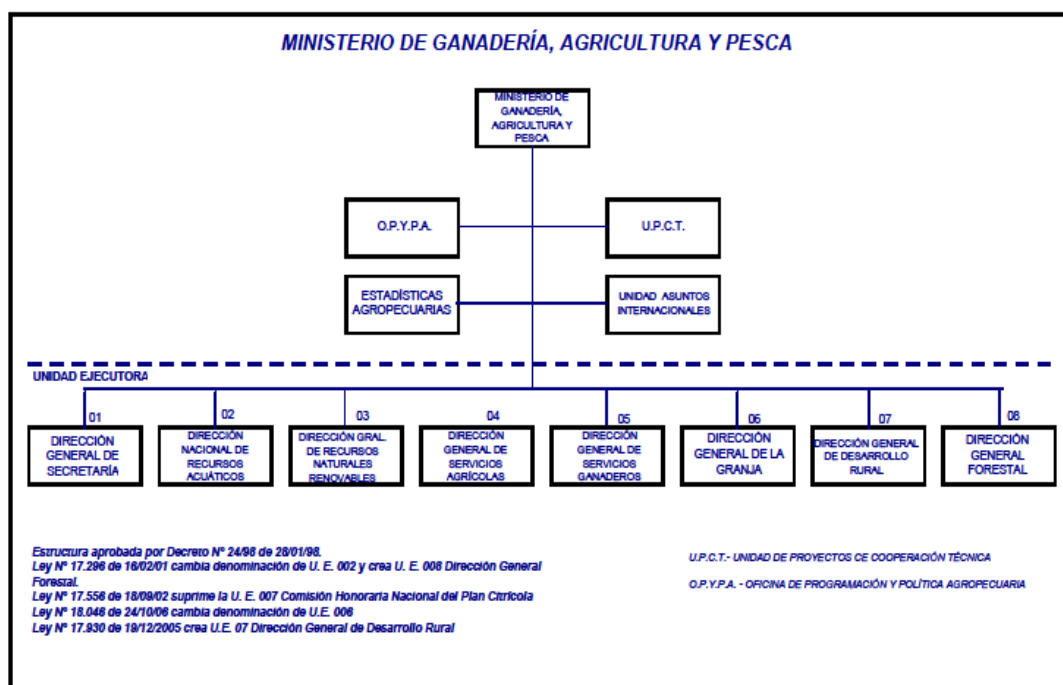 MINISTERIO DE GANADERÍA, AGRICULTURA Y PESCA
MINISTERIO DE
GANADERÍA,
AGRICULTURA Y
PESCA
O.P.Y.P.A.
U.P.C.T.
ESTADÍSTICAS
AGROPECUARIAS
UNIDAD ASUNTOS
INTERNACIONALES
UNIDAD EJECUTORA
01
DIRECCIÓN
GENERAL DE
SECRETARÍA
02
DIRECCIÓN
NACIONAL DE
RECURSOS
ACUÁTICOS
03
DIRECCIÓN GRAL.
DE RECURSOS
NATURALES
RENOVABLES
04
DIRECCIÓN
GENERAL DE
SERVICIOS
AGRÍCOLAS
05
DIRECCIÓN
GENERAL DE
SERVICIOS
GANADEROS
06
DIRECCIÓN
GENERAL DE LA
GRANJA
07
DIRECCIÓN GENERAL
DE DESARROLLO
RURAL
08
DIRECCIÓN
GENERAL
FORESTAL
Estructura aprobada por Decreto Nº 24/98 de 28/01/98.
Ley Nº 17.296 de 16/02/01 cambia denominación de U. E. 002 y crea U. E. 008 Dirección General
Forestal.
Ley Nº 17.556 de 18/09/02 suprime la U. E. 007 Comisión Honoraria Nacional del Plan Citrícola
Ley Nº 18.046 de 24/10/06 cambia denominación de U.E. 006
Ley Nº 17.930 de 19/12/2005 crea U.E. 07 Dirección General de Desarrollo Rural
U.P.C.T.- UNIDAD DE PROYECTOS DE COOPERACIÓN TÉCNICA
O.P.Y.P.A. - OFICINA DE PROGRAMACIÓN Y POLÍTICA AGROPECUARIA